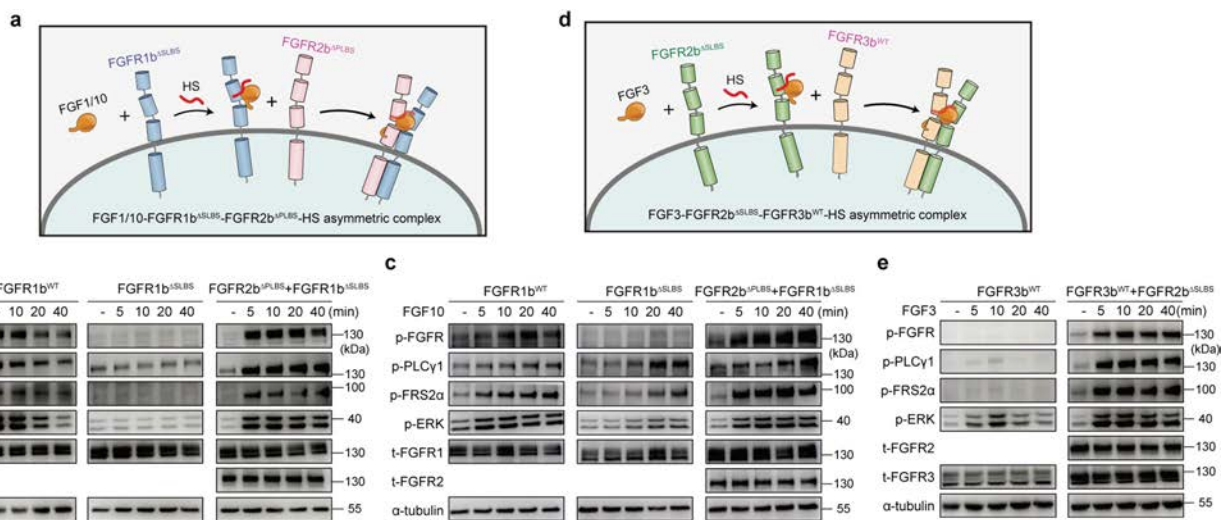 a
FGFR1b^ΔSLBS
FGFR2b^ΔPLBS
FGF1/10
HS
+
+
FGF1/10-FGFR1b^ΔSLBS-FGFR2b^ΔPLBS-HS asymmetric complex
d
FGFR2b^ΔSLBS
FGFR3b^WT
FGF3
HS
+
+
FGF3-FGFR2b^ΔSLBS-FGFR3b^WT-HS asymmetric complex
FGFR1b^WT FGFR1b^ΔSLBS FGFR2b^ΔPLBS+FGFR1b^ΔSLBS
- 5 10 20 40 - 5 10 20 40 - 5 10 20 40 (min)
130
(kDa)
130
100
40
130
130
55
c
FGFR1b^WT FGFR1b^ΔSLBS FGFR2b^ΔPLBS+FGFR1b^ΔSLBS
FGF10 - 5 10 20 40 - 5 10 20 40 - 5 10 20 40 (min)
p-FGFR 130
(kDa)
p-PLCγ1 130
p-FRS2α 100
p-ERK 40
t-FGFR1 130
t-FGFR2 130
α-tubulin 55
e
FGFR3b^WT FGFR3b^WT+FGFR2b^ΔSLBS
FGF3 - 5 10 20 40 - 5 10 20 40 (min)
p-FGFR 130
(kDa)
p-PLCγ1 130
p-FRS2α 100
p-ERK 40
t-FGFR2 130
t-FGFR3 130
α-tubulin 55